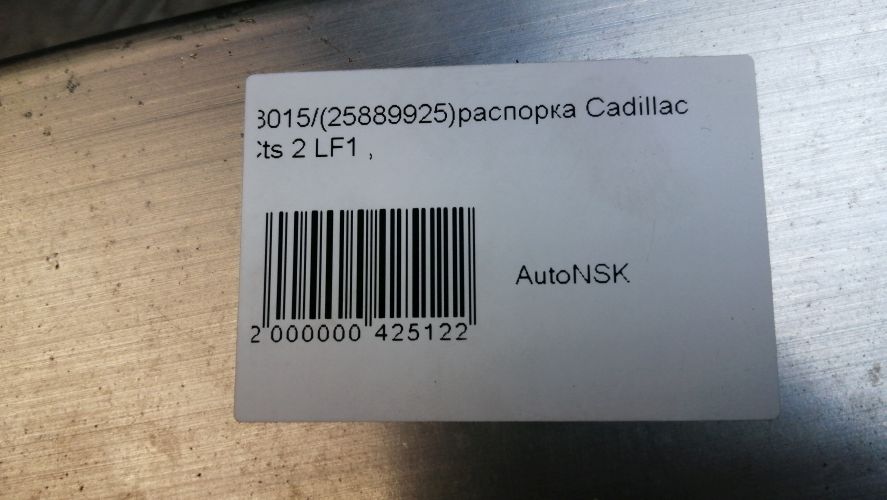 3015/(25889925)распорка Cadillac
Cts 2 LF1 ,
AutoNSK
2 000000 425122